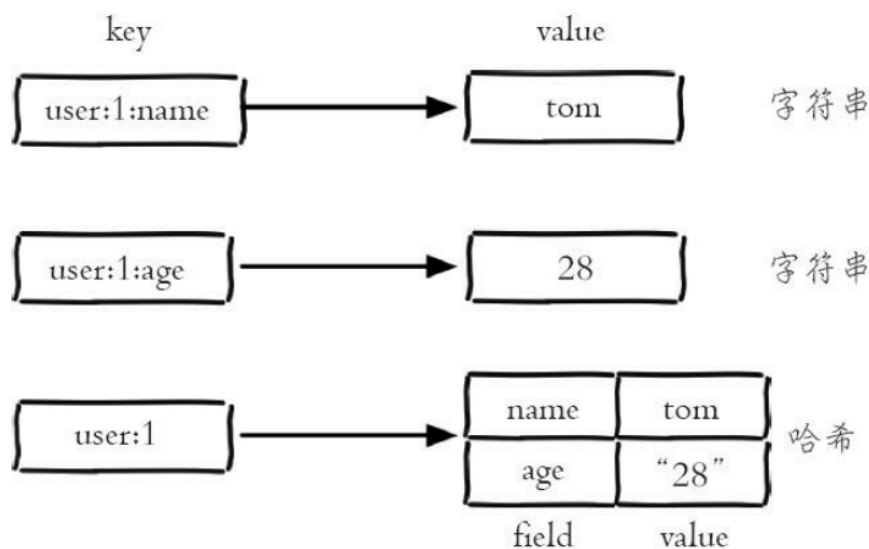 key value
user:1:name tom 字符串
user:1:age 28 字符串
user:1 name tom 哈希
age “28”
field value